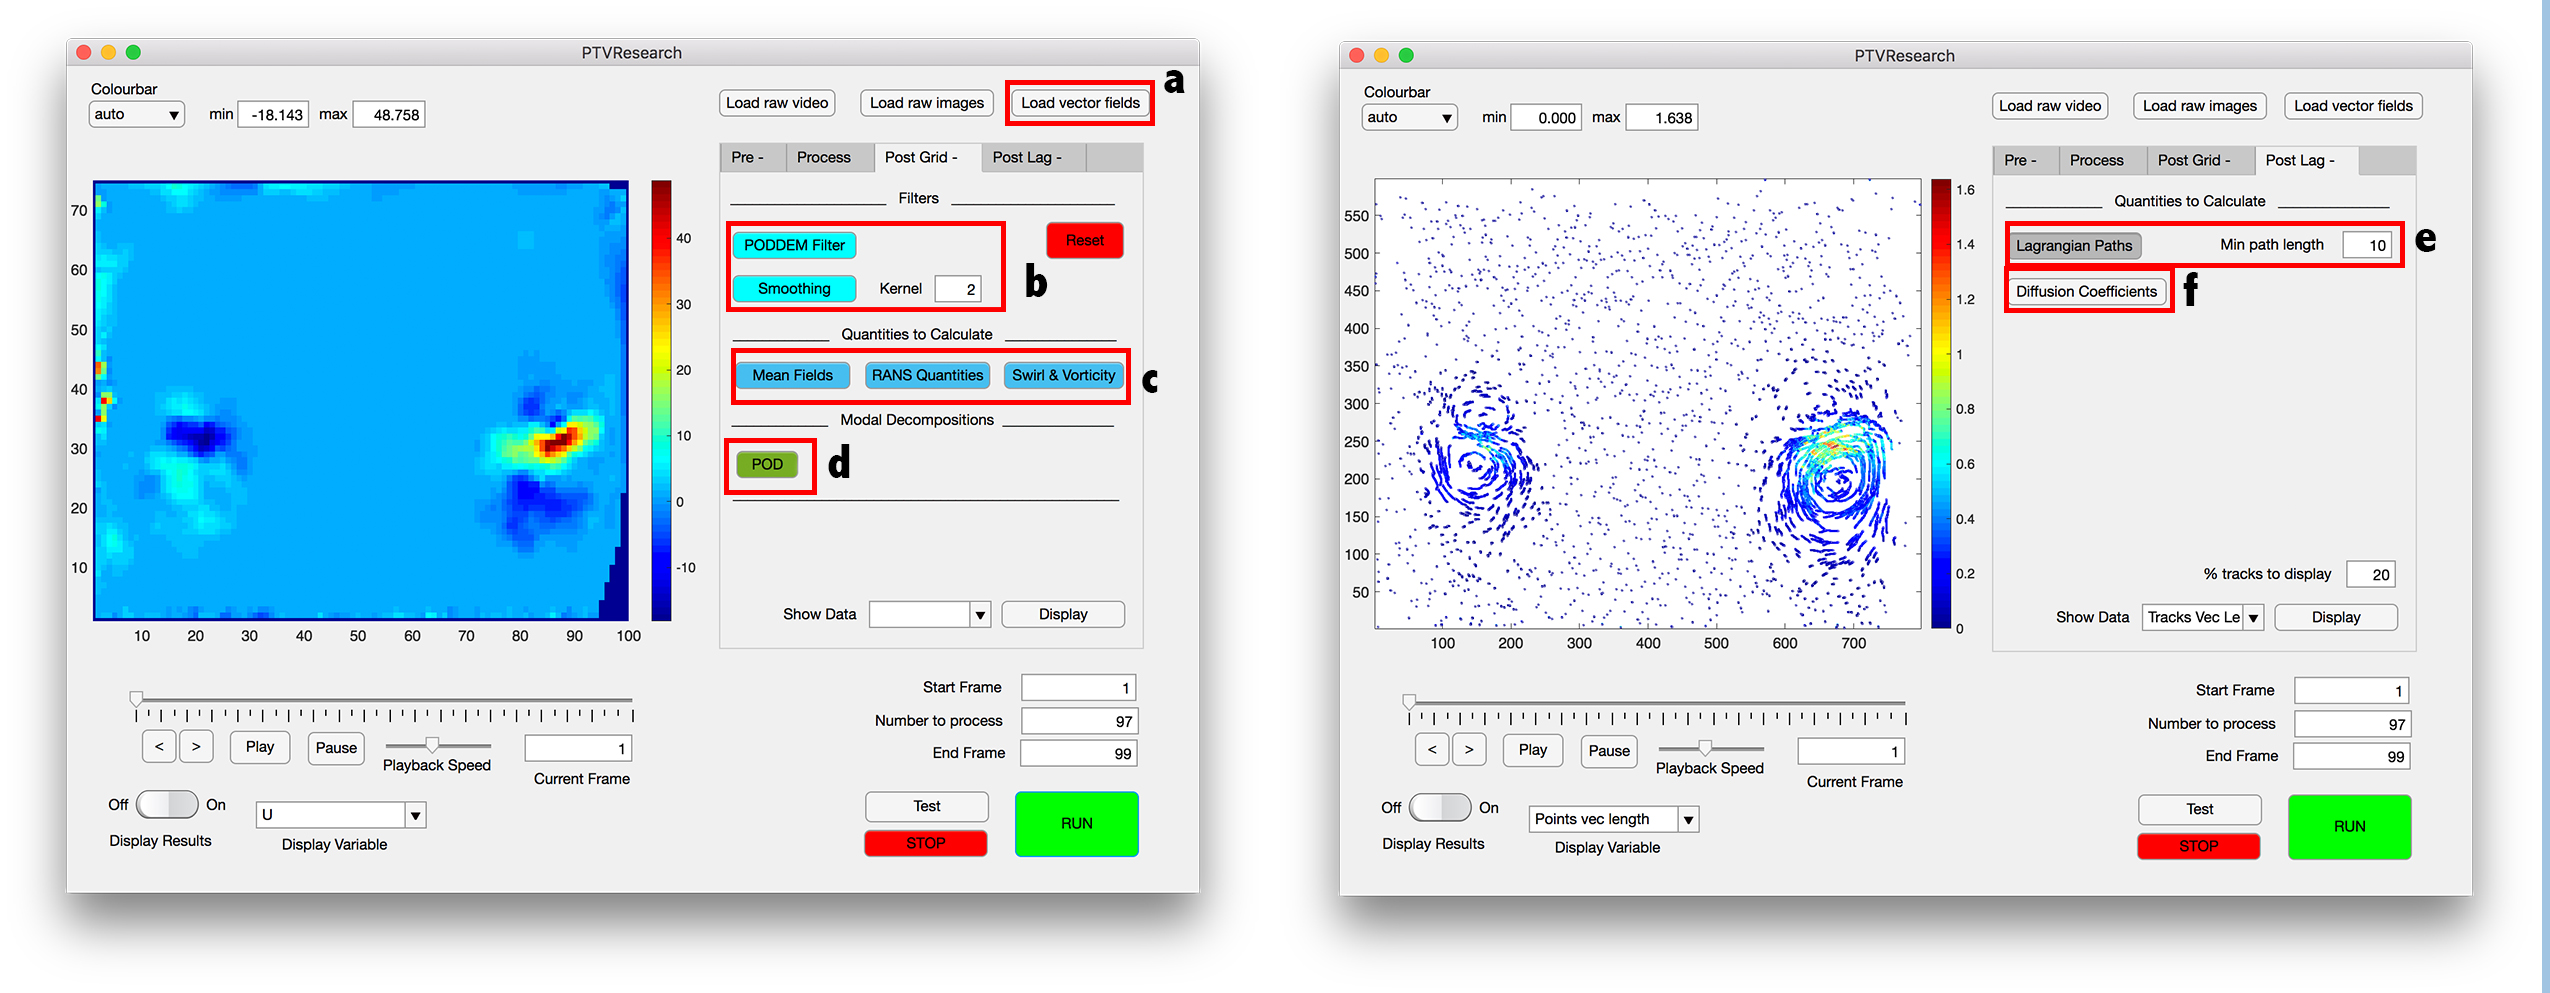 PTVResearch
a
Colourbar
auto min -18.143 max 48.758
Load raw video Load raw images Load vector fields
Pre - Process Post Grid - Post Lag -
Filters
PODDEM Filter Reset
Smoothing Kernel 2
b
Quantities to Calculate
Mean Fields RANS Quantities Swirl & Vorticity
c
Modal Decompositions
POD
d
Show Data Display
70
60
50
40
30
20
10
10 20 30 40 50 60 70 80 90 100
40
30
20
10
0
-10
Start Frame 1
Number to process 97
End Frame 99
< > Play Pause Playback Speed 1
Current Frame
Off On
Display Results
U
Display Variable
Test
STOP
RUN
PTVResearch
Colourbar
auto min 0.000 max 1.638
Load raw video Load raw images Load vector fields
Pre - Process Post Grid - Post Lag -
Quantities to Calculate
Lagrangian Paths Min path length 10
e
Diffusion Coefficients
f
% tracks to display 20
Show Data Tracks Vec Le Display
550
500
450
400
350
300
250
200
150
100
50
100 200 300 400 500 600 700
1.6
1.4
1.2
1
0.8
0.6
0.4
0.2
0
Start Frame 1
Number to process 97
End Frame 99
< > Play Pause Playback Speed 1
Current Frame
Off On
Display Results
Points vec length
Display Variable
Test
STOP
RUN